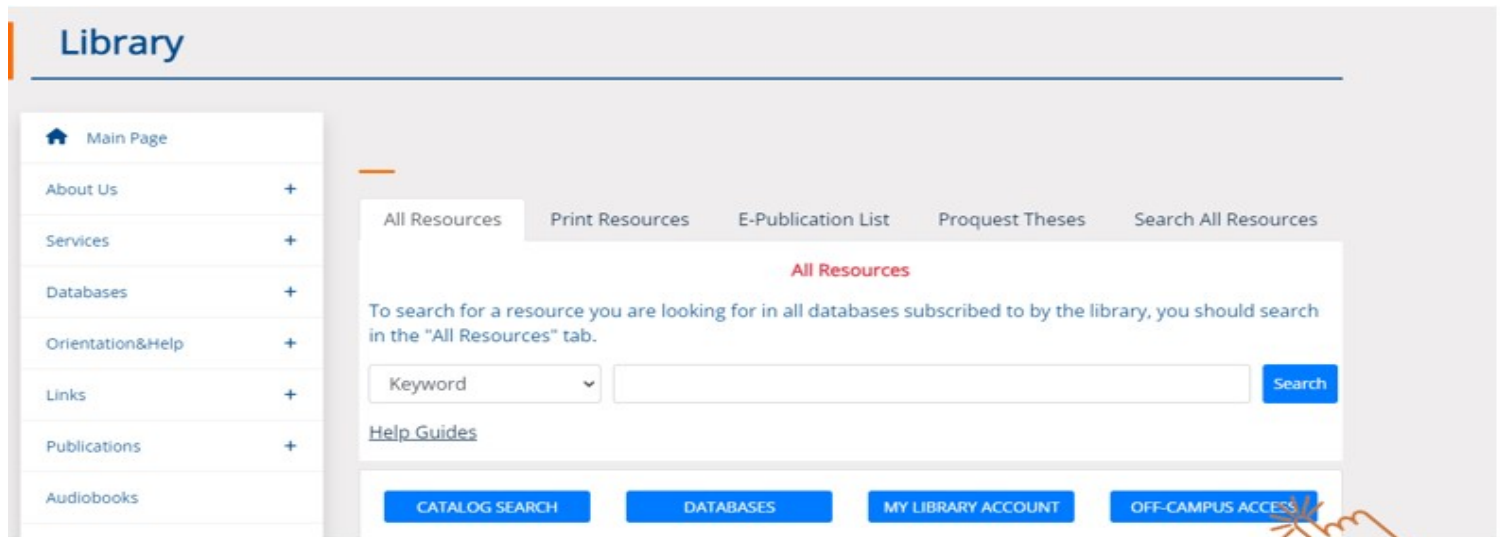 Library
Main Page
About Us +
Services +
Databases +
Orientation&Help +
Links +
Publications +
Audiobooks
All Resources Print Resources E-Publication List Proquest Theses Search All Resources
All Resources
To search for a resource you are looking for in all databases subscribed to by the library, you should search
in the "All Resources" tab.
Keyword Search
Help Guides
CATALOG SEARCH DATABASES MY LIBRARY ACCOUNT OFF-CAMPUS ACCESS